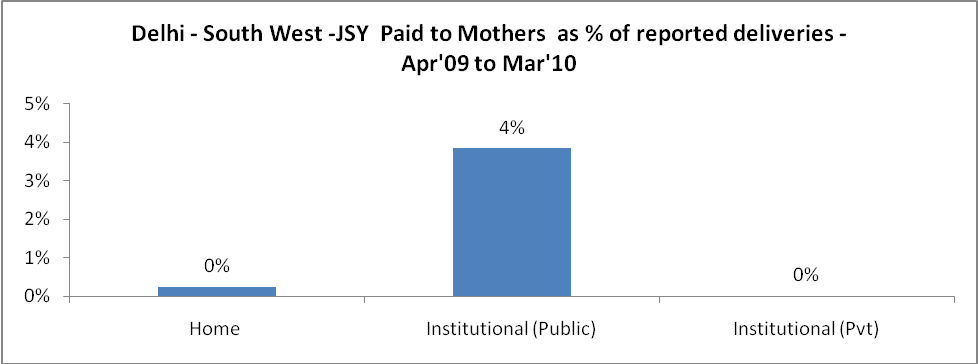 Delhi - South West -JSY Paid to Mothers as % of reported deliveries -
Apr'09 to Mar'10
5%
4%
3%
2%
1%
0%
0%
4%
0%
Home
Institutional (Public)
Institutional (Pvt)